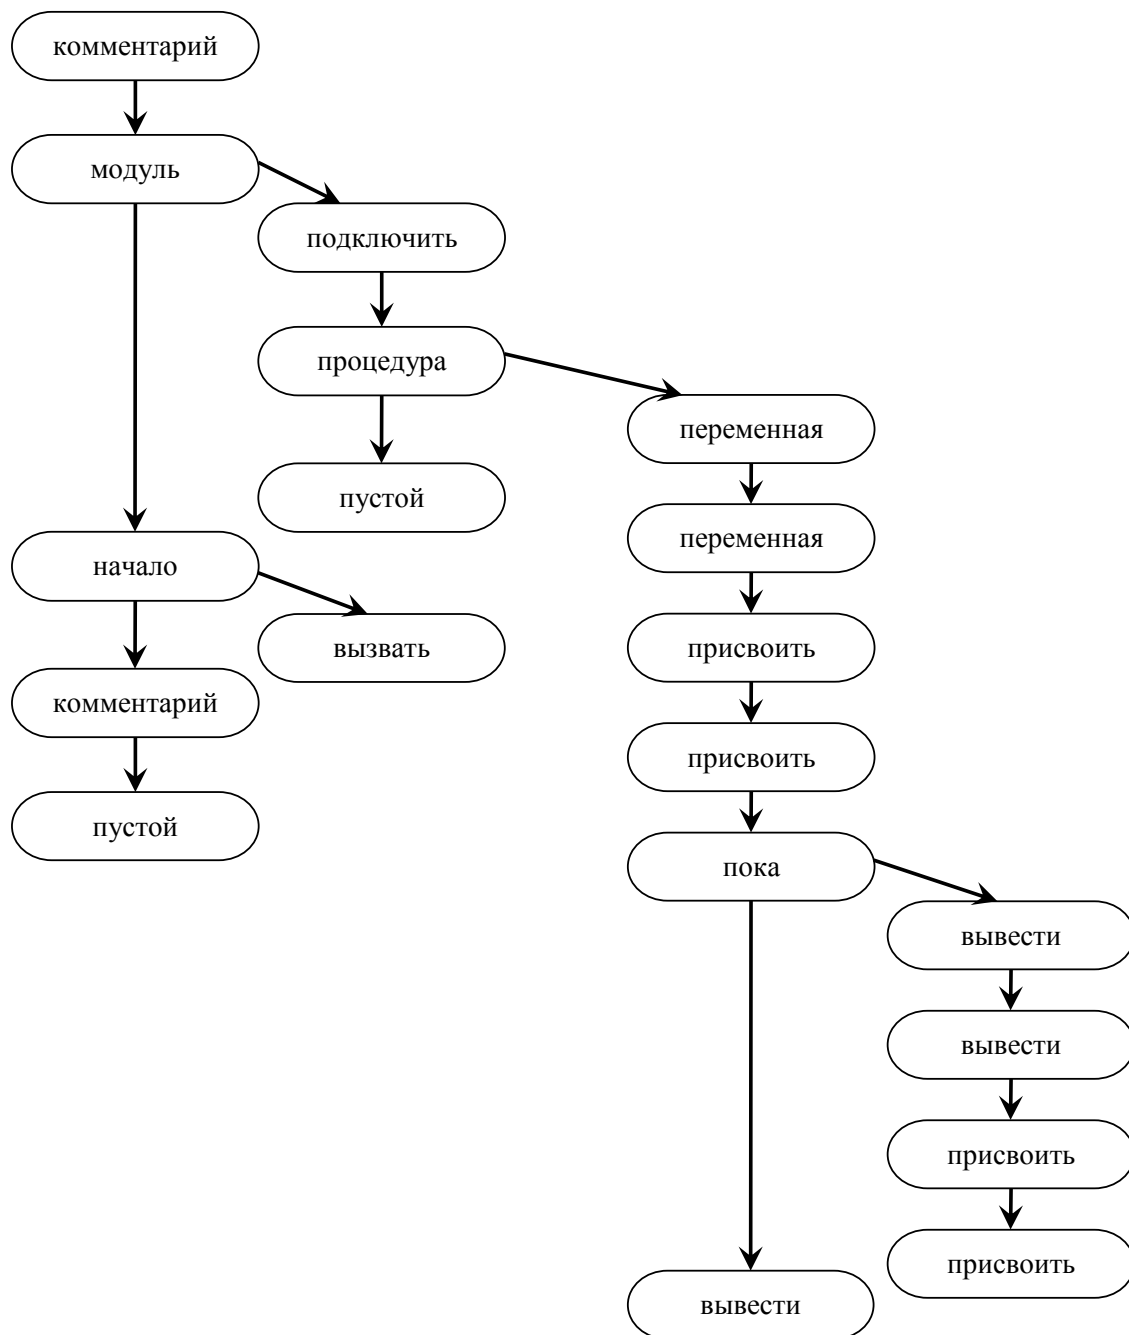 комментарий
модуль
подключить
процедура
переменная
пустой
переменная
начало
вызвать
присвоить
комментарий
присвоить
пустой
пока
вывести
вывести
присвоить
присвоить
вывести